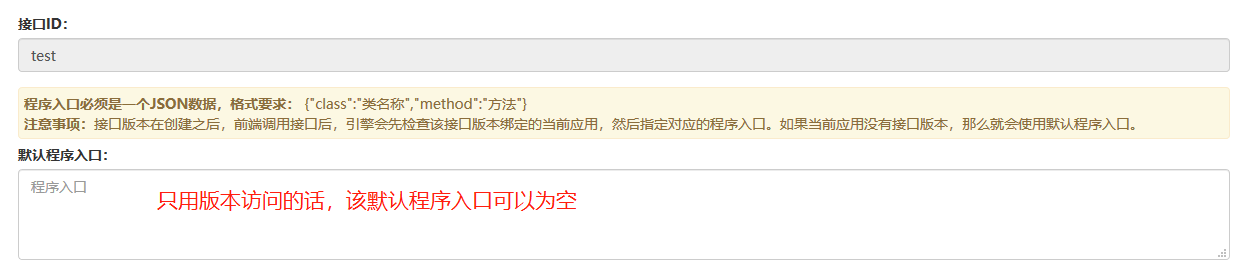 接口ID：
test
程序入口必须是一个JSON数据，格式要求： {"class":"类名称","method":"方法"}
注意事项：接口版本在创建之后，前端调用接口后，引擎会先检查该接口版本绑定的当前应用，然后指定对应的程序入口。如果当前应用没有接口版本，那么就会使用默认程序入口。
默认程序入口：
程序入口
只用版本访问的话，该默认程序入口可以为空